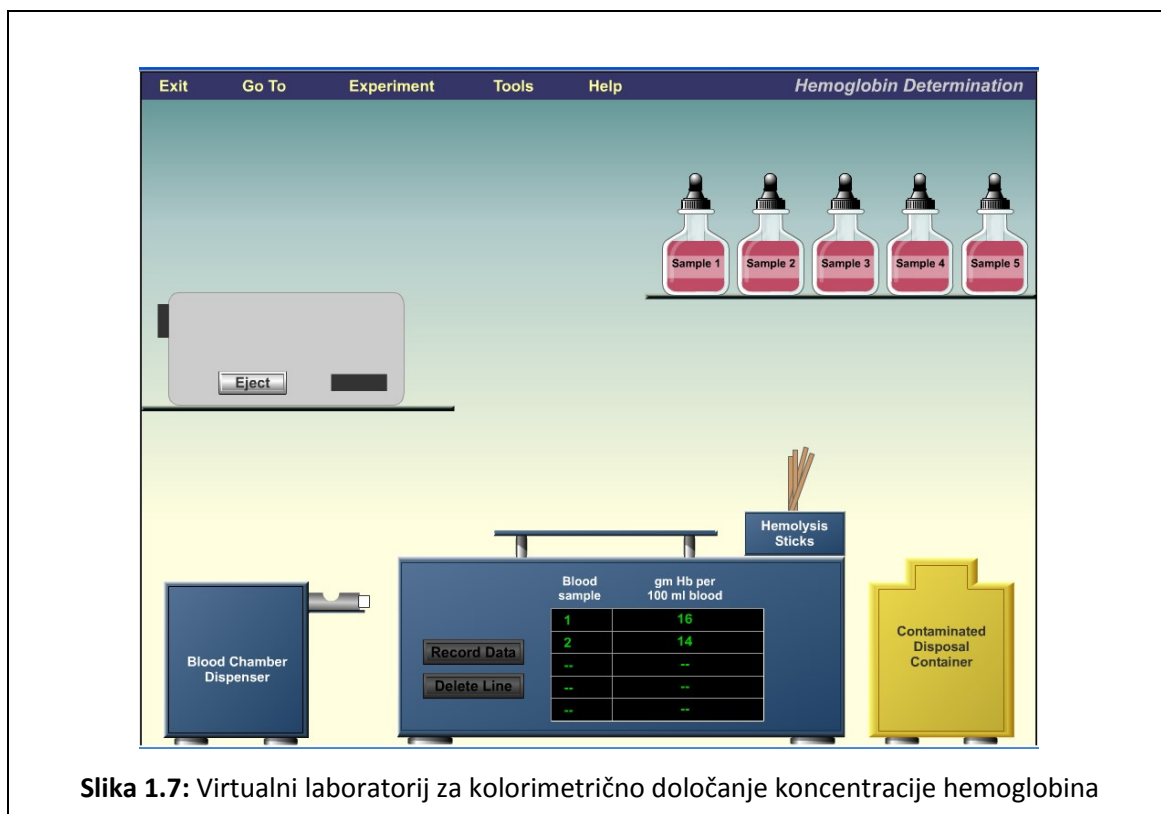 Exit Go To Experiment Tools Help Hemoglobin Determination
Sample 1 Sample 2 Sample 3 Sample 4 Sample 5
Eject
Hemolysis
Sticks
Blood Chamber
Dispenser
Blood
sample
gm Hb per
100 ml blood
1 16
2 14
-- --
-- --
-- --
Record Data
Delete Line
Contaminated
Disposal
Container
Slika 1.7: Virtualni laboratorij za kolorimetrično določanje koncentracije hemoglobina